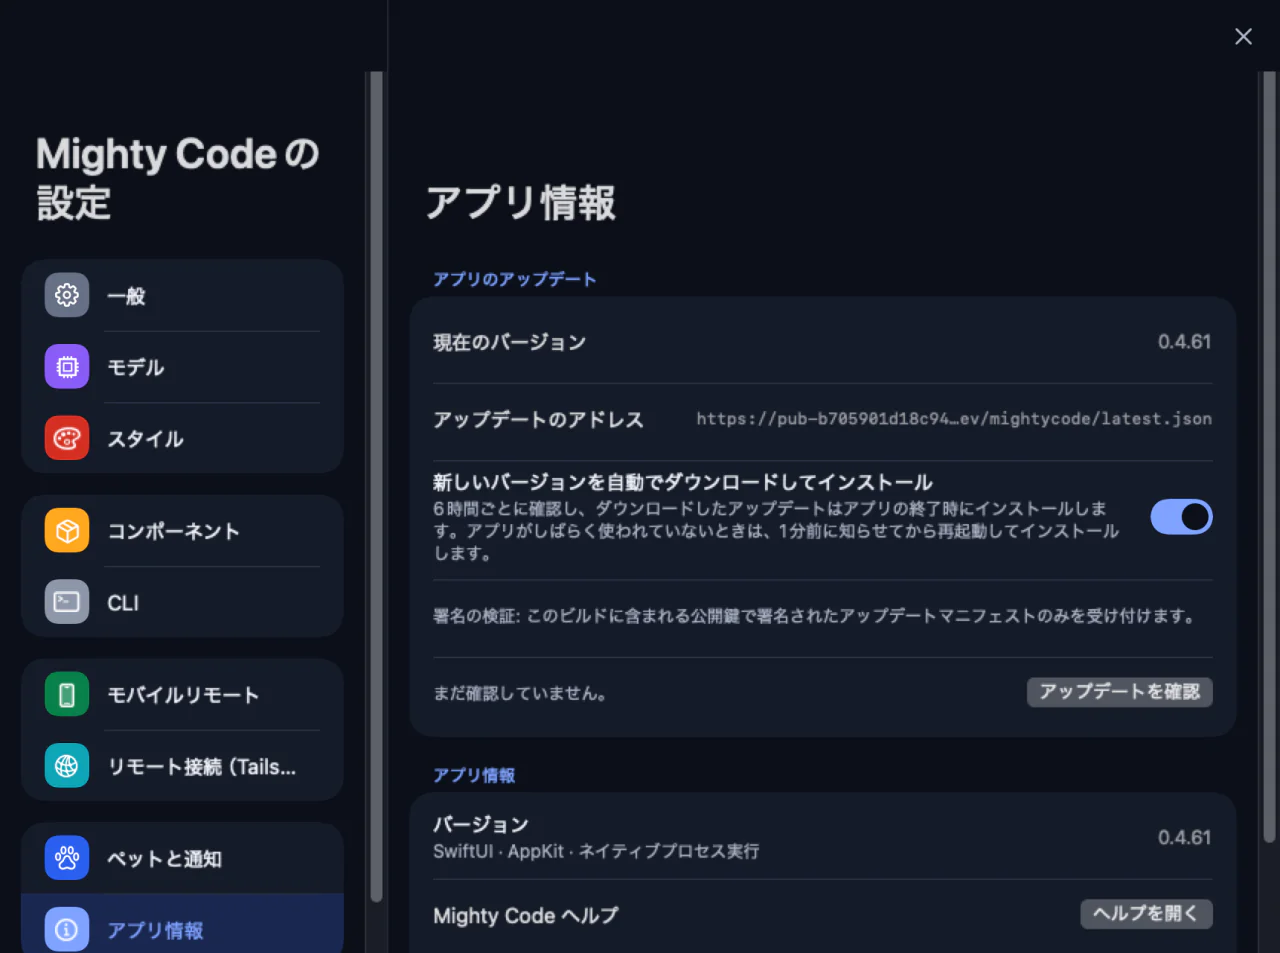 Mighty Code の
設定
一般
モデル
スタイル
コンポーネント
CLI
モバイルリモート
リモート接続 (Tails...
ペットと通知
アプリ情報
アプリ情報
アプリのアップデート
現在のバージョン
0.4.61
アップデートのアドレス
https://pub-b705901d18c94…ev/mightycode/latest.json
新しいバージョンを自動でダウンロードしてインストール
6時間ごとに確認し、ダウンロードしたアップデートはアプリの終了時にインストールしま
す。アプリがしばらく使われていないときは、1分前に知らせてから再起動してインストール
します。
署名の検証: このビルドに含まれる公開鍵で署名されたアップデートマニフェストのみを受け付けます。
まだ確認していません。
アップデートを確認
アプリ情報
バージョン
SwiftUI · AppKit · ネイティブプロセス実行
0.4.61
Mighty Code ヘルプ
ヘルプを開く